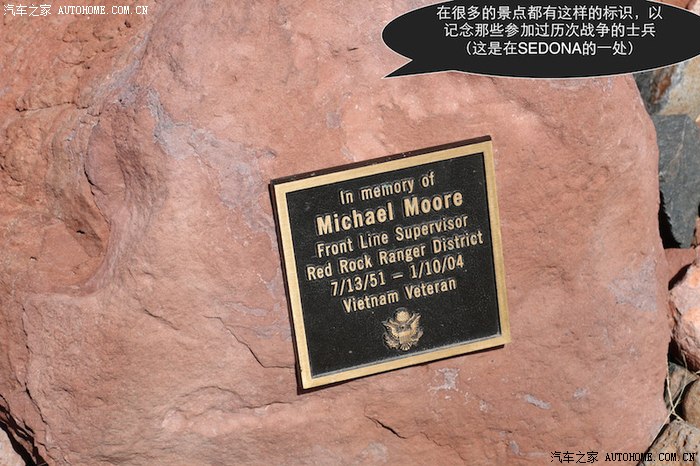 汽车之家 AUTOHOME.COM.CN
在很多的景点都有这样的标识，以
记念那些参加过历次战争的士兵
（这是在SEDONA的一处）
In memory of
Michael Moore
Front Line Supervisor
Red Rock Ranger District
7/13/51 – 1/10/04
Vietnam Veteran
汽车之家 AUTOHOME.COM.CN